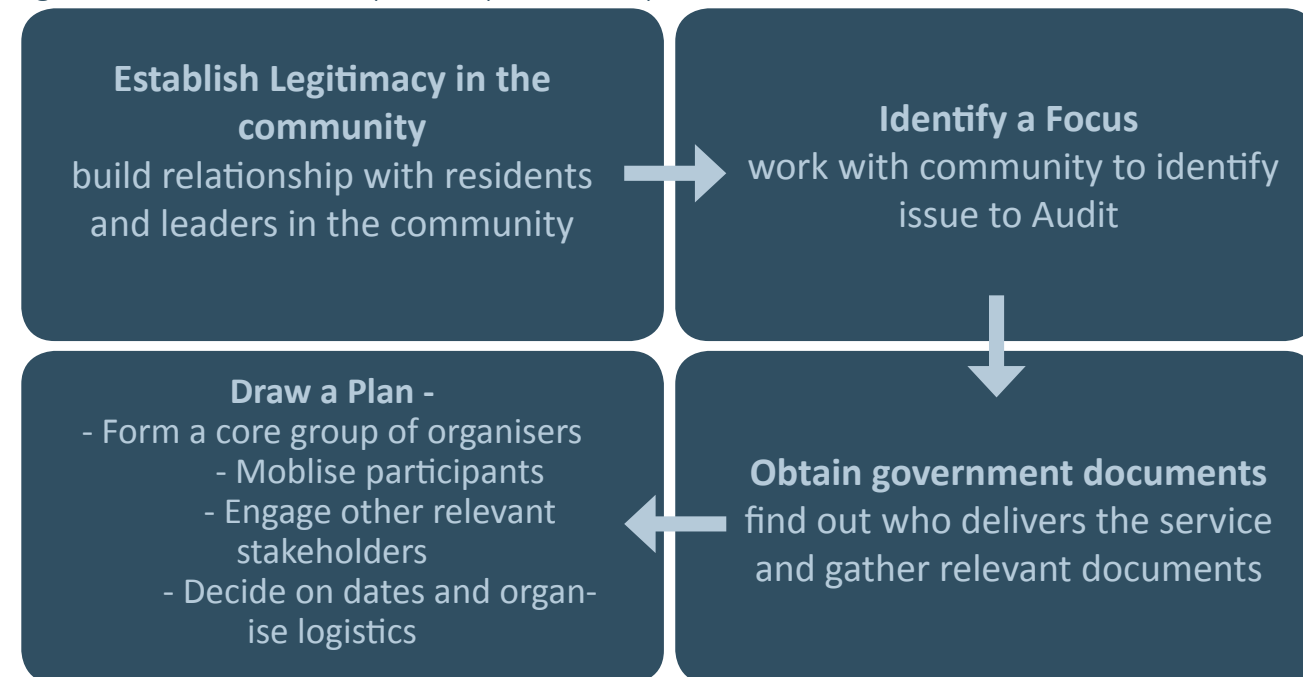 Establish Legitimacy in the
community
build relationship with residents
and leaders in the community
Identify a Focus
work with community to identify
issue to Audit
Obtain government documents
find out who delivers the service
and gather relevant documents
Draw a Plan -
- Form a core group of organisers
- Moblise participants
- Engage other relevant
stakeholders
- Decide on dates and organ-
ise logistics